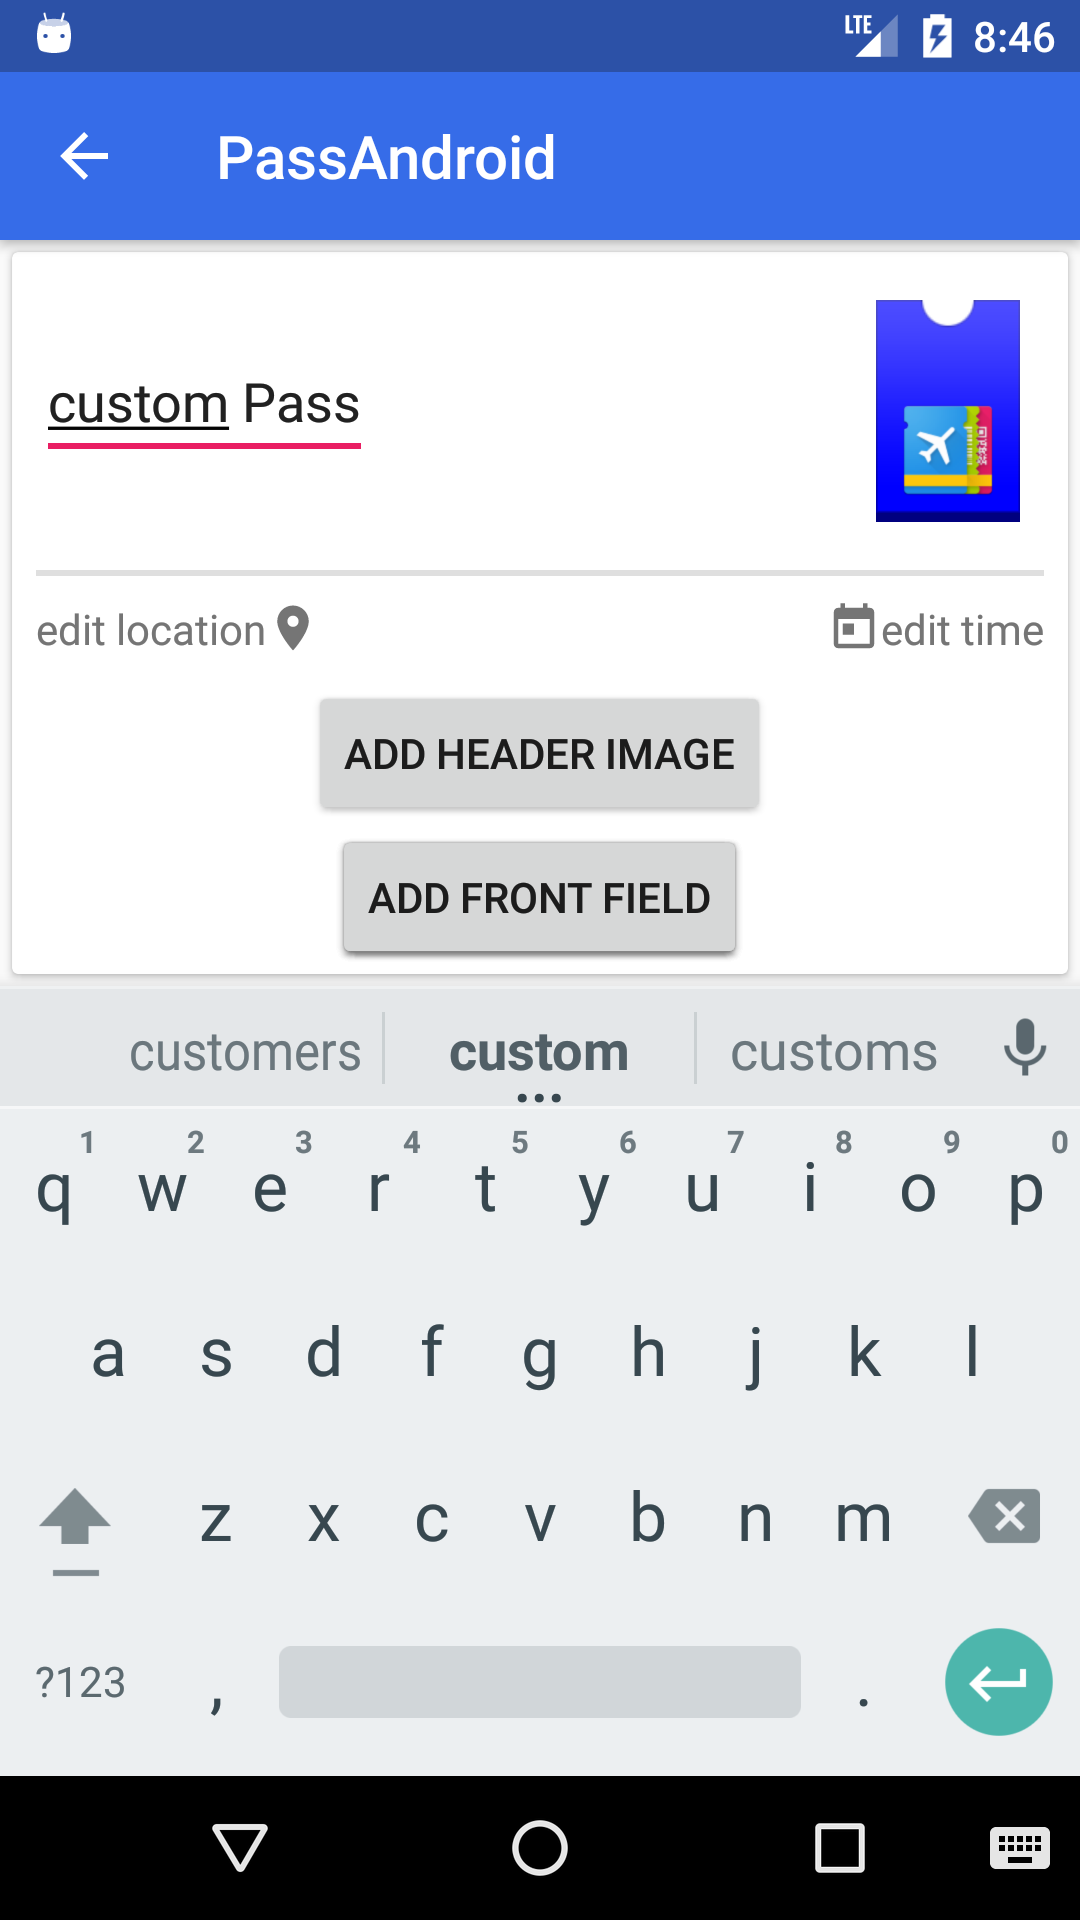 LTE 8:46
PassAndroid
custom Pass
edit location edit time
ADD HEADER IMAGE
ADD FRONT FIELD
customers custom customs
1 2 3 4 5 6 7 8 9 0
q w e r t y u i o p
a s d f g h j k l
z x c v b n m
?123 , .